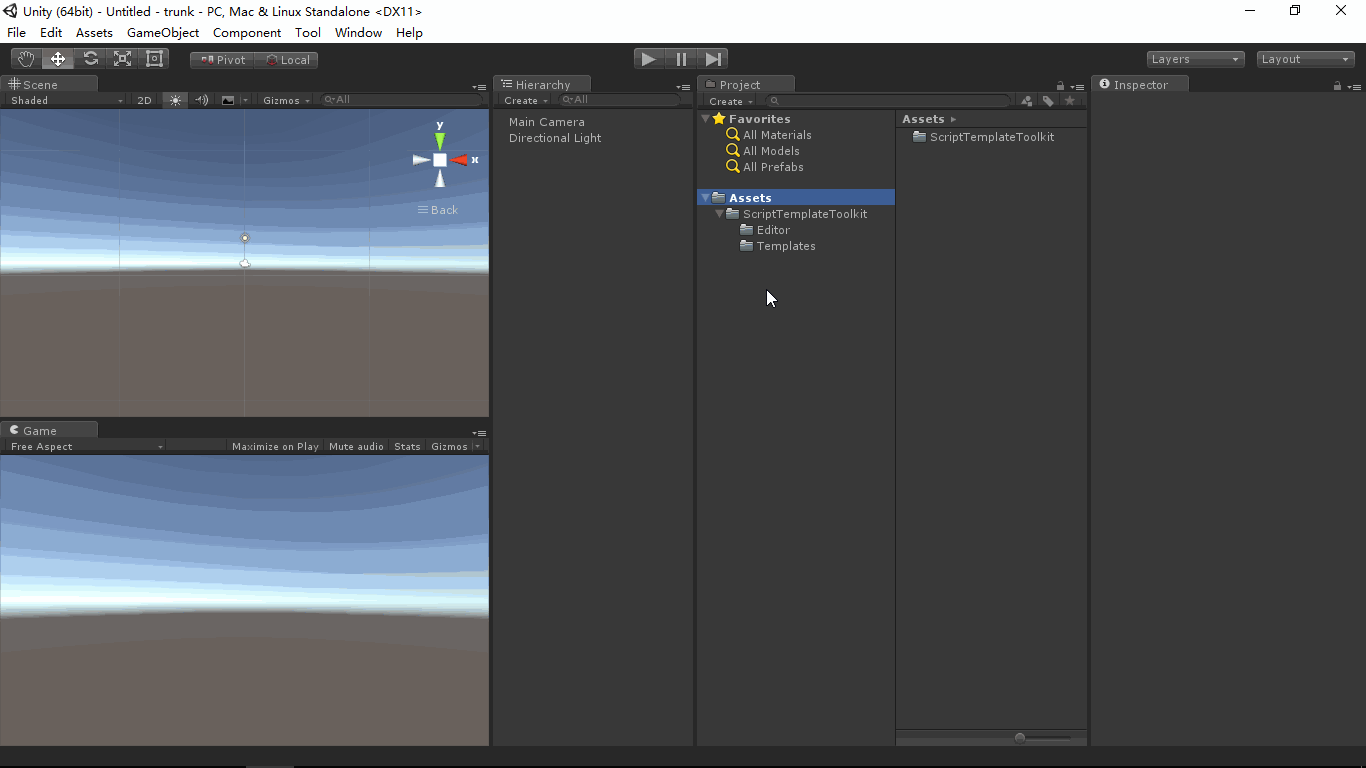 Unity (64bit) - Untitled - trunk - PC, Mac & Linux Standalone <DX11>
File Edit Assets GameObject Component Tool Window Help
Pivot Local Layers Layout
Scene
Shaded 2D Gizmos All
y
x
Back
Game
Free Aspect Maximize on Play Mute audio Stats Gizmos
Hierarchy
Create All
Main Camera
Directional Light
Project
Create
Favorites
All Materials
All Models
All Prefabs
Assets
ScriptTemplateToolkit
Editor
Templates
Assets
ScriptTemplateToolkit
Inspector